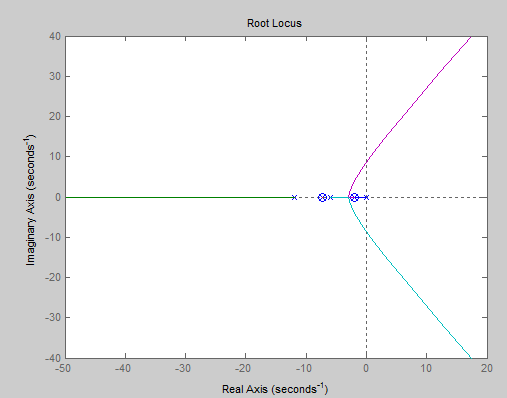 Root Locus
Imaginary Axis (seconds⁻¹)
40
30
20
10
0
-10
-20
-30
-40
-50 -40 -30 -20 -10 0 10 20
Real Axis (seconds⁻¹)